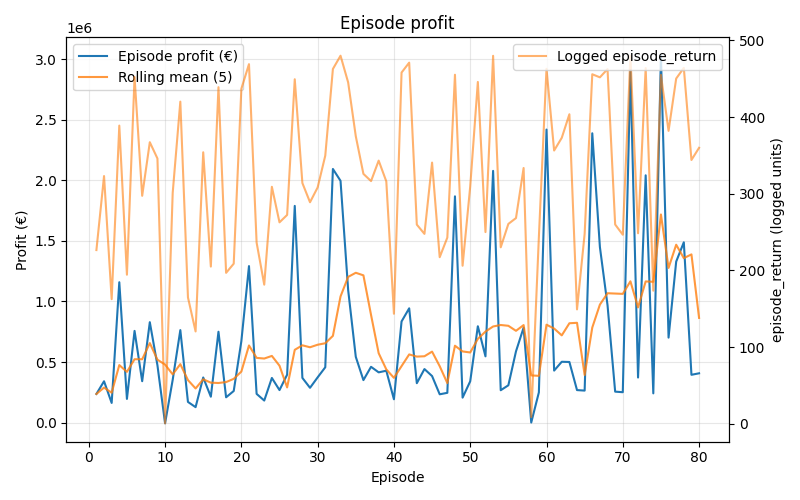 Episode profit
1e6
Episode profit (€)
Rolling mean (5)
Logged episode_return
Profit (€)
3.0
2.5
2.0
1.5
1.0
0.5
0.0
500
400
300
200
100
0
episode_return (logged units)
0 10 20 30 40 50 60 70 80
Episode